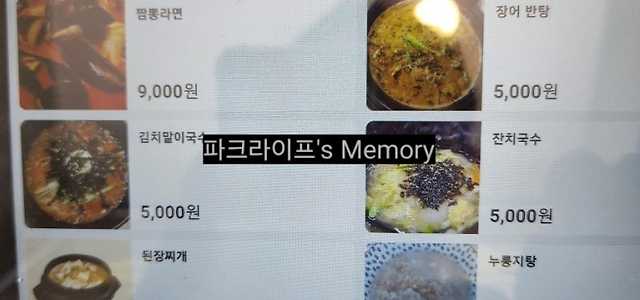 짬뽕라면
9,000원
장어 반탕
5,000원
김치말이국수
5,000원
파크라이프's Memory
잔치국수
5,000원
된장찌개
누룽지탕